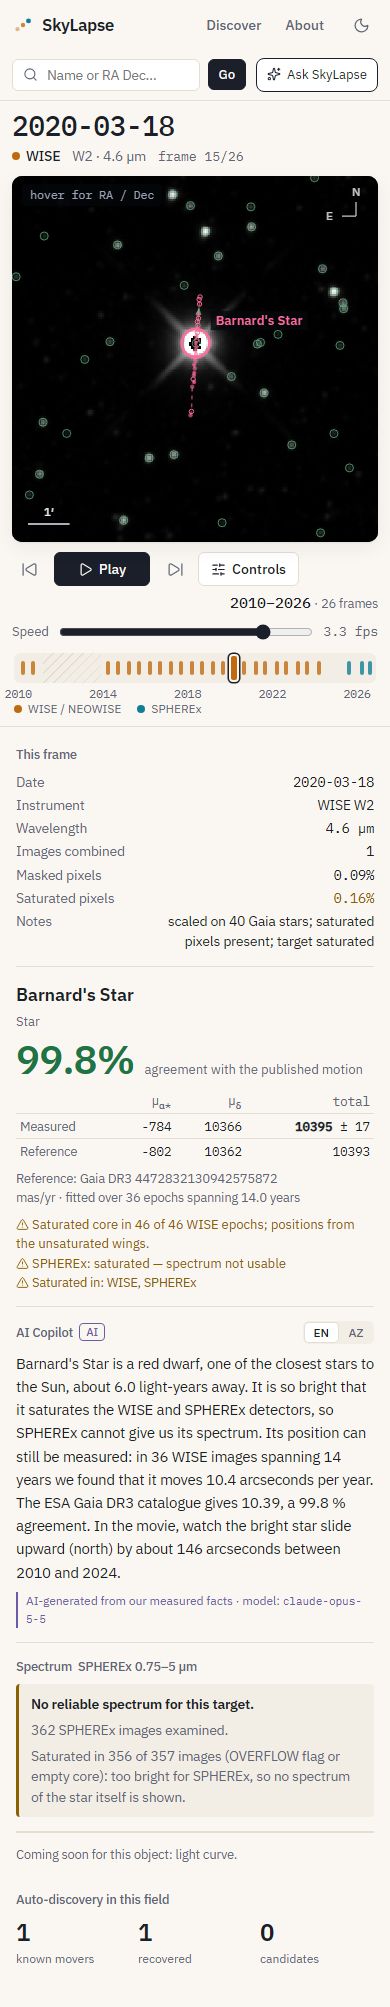 SkyLapse
Discover
About
Name or RA Dec...
Go
Ask SkyLapse
2020-03-18
WISE W2 · 4.6 µm frame 15/26
hover for RA / Dec
N
E
Barnard's Star
1′
Play
Controls
2010–2026 · 26 frames
Speed
3.3 fps
2010 2014 2018 2022 2026
WISE / NEOWISE SPHEREx
This frame
Date 2020-03-18
Instrument WISE W2
Wavelength 4.6 µm
Images combined 1
Masked pixels 0.09%
Saturated pixels 0.16%
Notes scaled on 40 Gaia stars; saturated
pixels present; target saturated
Barnard's Star
Star
99.8% agreement with the published motion
μα* μδ total
Measured -784 10366 10395 ± 17
Reference -802 10362 10393
Reference: Gaia DR3 4472832130942575872
mas/yr · fitted over 36 epochs spanning 14.0 years
Saturated core in 46 of 46 WISE epochs; positions from
the unsaturated wings.
SPHEREx: saturated — spectrum not usable
Saturated in: WISE, SPHEREx
AI Copilot AI
EN AZ
Barnard's Star is a red dwarf, one of the closest stars to
the Sun, about 6.0 light-years away. It is so bright that
it saturates the WISE and SPHEREx detectors, so
SPHEREx cannot give us its spectrum. Its position can
still be measured: in 36 WISE images spanning 14
years we found that it moves 10.4 arcseconds per year.
The ESA Gaia DR3 catalogue gives 10.39, a 99.8 %
agreement. In the movie, watch the bright star slide
upward (north) by about 146 arcseconds between
2010 and 2024.
AI-generated from our measured facts · model: claude-opus-
5-5
Spectrum SPHEREx 0.75–5 µm
No reliable spectrum for this target.
362 SPHEREx images examined.
Saturated in 356 of 357 images (OVERFLOW flag or
empty core): too bright for SPHEREx, so no spectrum
of the star itself is shown.
Coming soon for this object: light curve.
Auto-discovery in this field
1 1 0
known movers recovered candidates